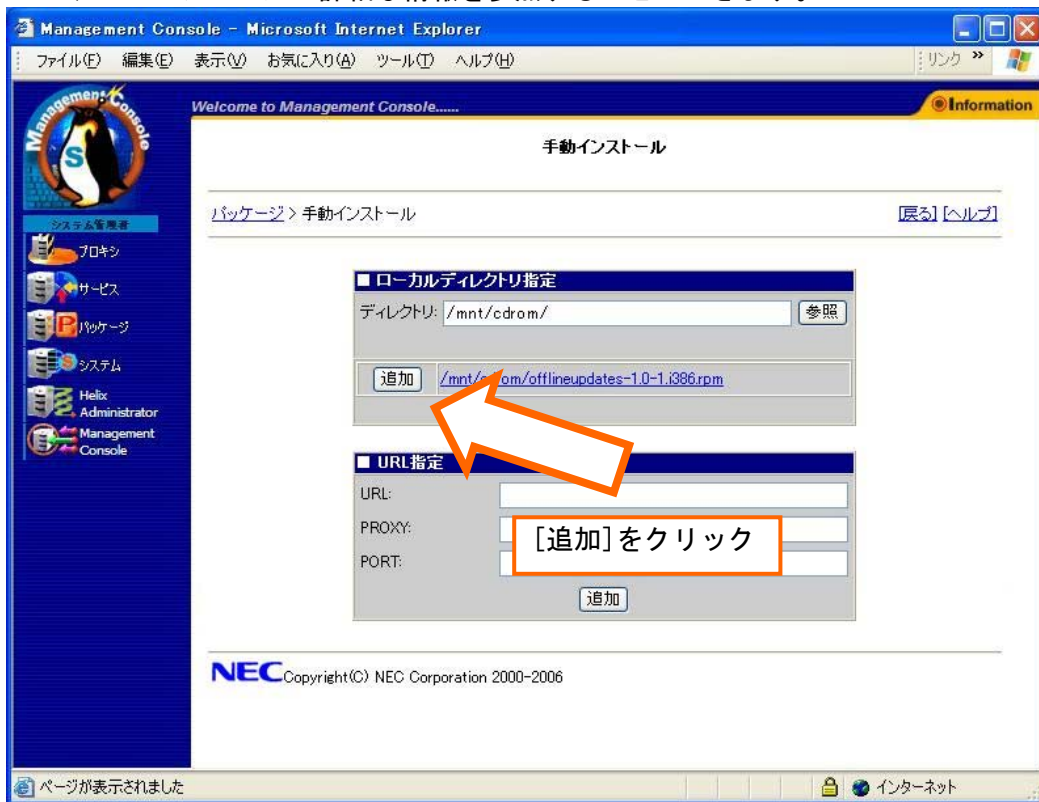 Management Console - Microsoft Internet Explorer
ファイル(F) 編集(E) 表示(V) お気に入り(A) ツール(T) ヘルプ(H) リンク »
Management Console
Welcome to Management Console......
Information
手動インストール
パッケージ > 手動インストール
[戻る] [ヘルプ]
システム管理者
プロキシ
サービス
パッケージ
システム
Helix
Administrator
Management
Console
■ ローカルディレクトリ指定
ディレクトリ: /mnt/cdrom/ 参照
追加 /mnt/ om/offlineupdates-1.0-1.i386.rpm
■ URL指定
URL:
PROXY:
PORT:
[追加]をクリック
追加
NEC Copyright(C) NEC Corporation 2000-2006
ページが表示されました インターネット